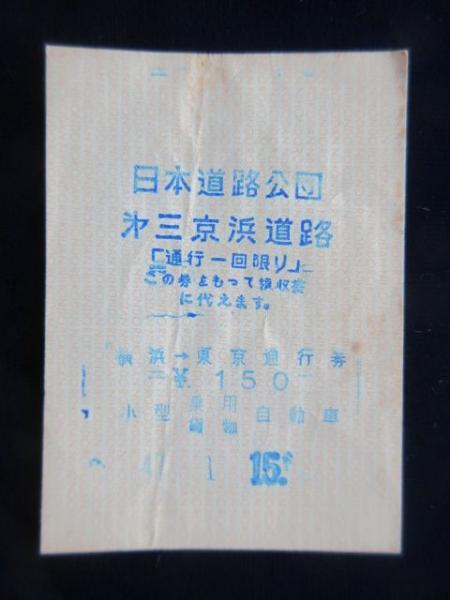 日本道路公団
㐧三京浜道路
「通行一回限り」
この券をもって領収書
に代えます。
横浜→東京通行券
¥150
小型乗用貨物自動車
1 15.